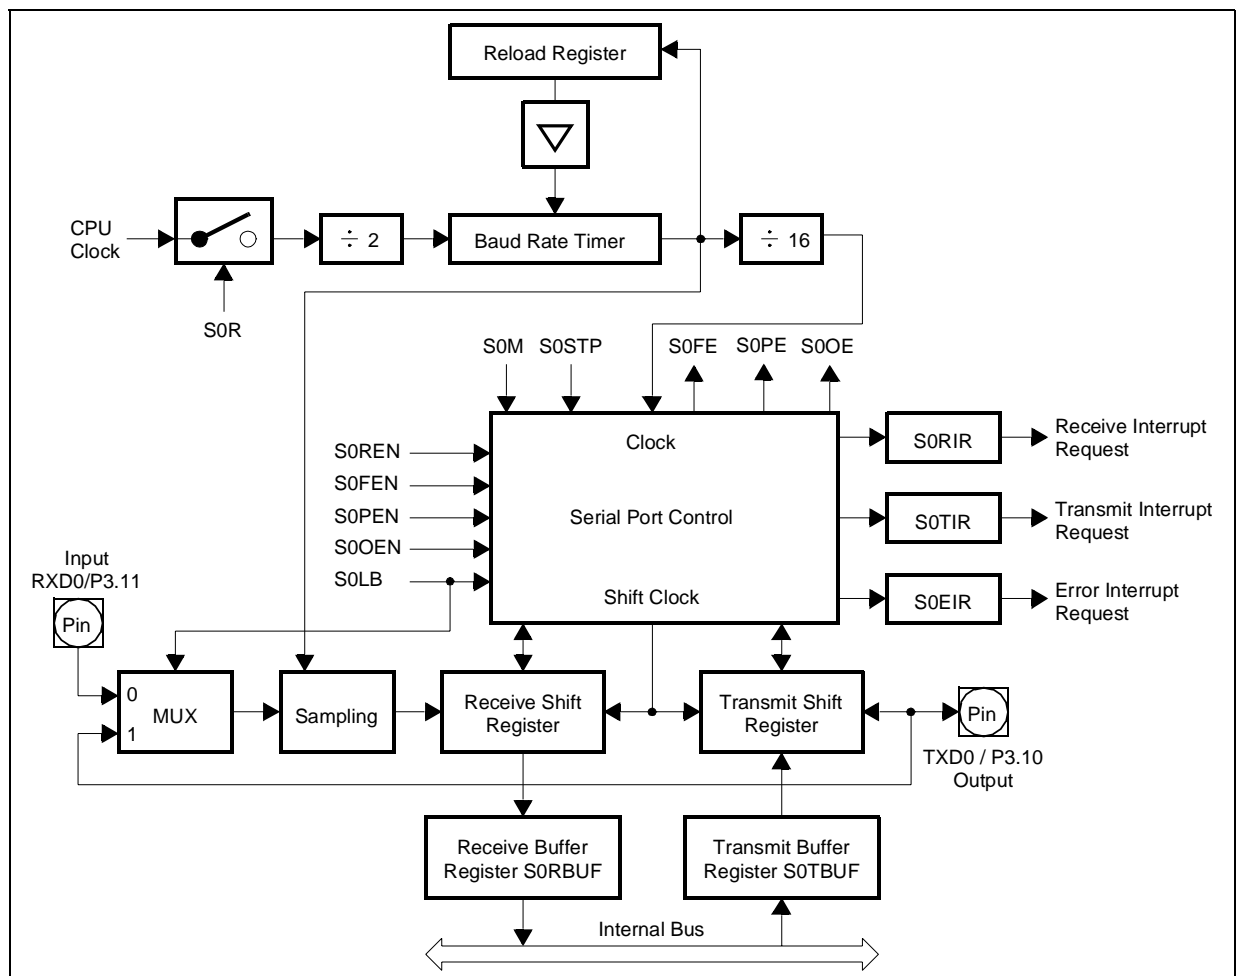 Reload Register
CPU
Clock
÷ 2
Baud Rate Timer
÷ 16
S0R
S0M
S0STP
S0FE
S0PE
S0OE
Clock
Serial Port Control
Shift Clock
S0REN
S0FEN
S0PEN
S0OEN
S0LB
S0RIR
Receive Interrupt
Request
S0TIR
Transmit Interrupt
Request
S0EIR
Error Interrupt
Request
Input
RXD0/P3.11
Pin
0
MUX
1
Sampling
Receive Shift
Register
Transmit Shift
Register
Pin
TXD0 / P3.10
Output
Receive Buffer
Register S0RBUF
Transmit Buffer
Register S0TBUF
Internal Bus